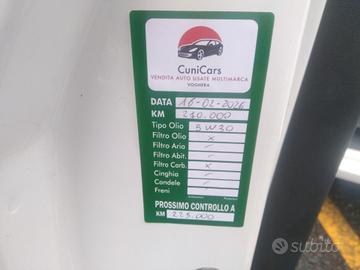 CuniCars
VENDITA AUTO USATE MULTIMARCA
VOGHERA
DATA 16-02-2026
KM 210.000
Tipo Olio 5W30
Filtro Olio x
Filtro Aria /
Filtro Abit. /
Filtro Carb. x
Cinghia /
Candele /
Freni /
PROSSIMO CONTROLLO A
KM 225.000
subito